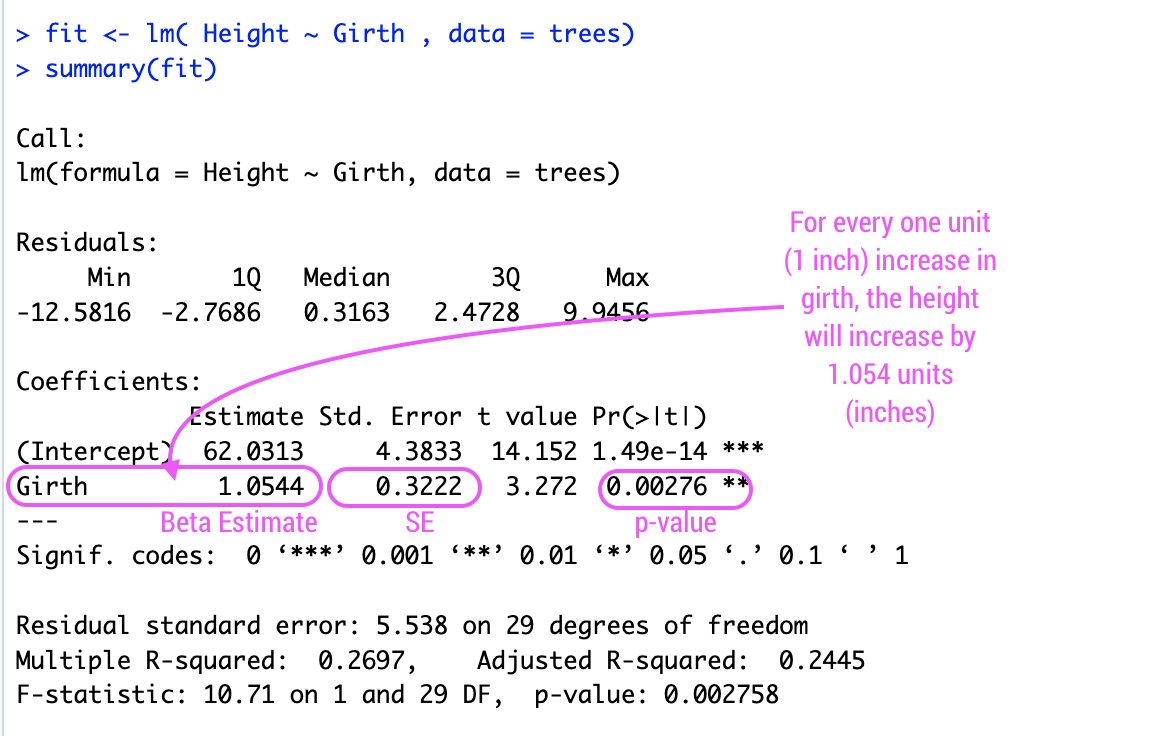 > fit <- lm( Height ~ Girth , data = trees)
> summary(fit)
Call:
lm(formula = Height ~ Girth, data = trees)
Residuals:
Min 1Q Median 3Q Max
-12.5816 -2.7686 0.3163 2.4728 9.9456
For every one unit
(1 inch) increase in
girth, the height
will increase by
1.054 units
(inches)
Coefficients:
Estimate Std. Error t value Pr(>|t|)
(Intercept) 62.0313 4.3833 14.152 1.49e-14 ***
Girth 1.0544 0.3222 3.272 0.00276 **
---
Beta Estimate SE p-value
Signif. codes: 0 ‘***’ 0.001 ‘**’ 0.01 ‘*’ 0.05 ‘.’ 0.1 ‘ ’ 1
Residual standard error: 5.538 on 29 degrees of freedom
Multiple R-squared: 0.2697, Adjusted R-squared: 0.2445
F-statistic: 10.71 on 1 and 29 DF, p-value: 0.002758